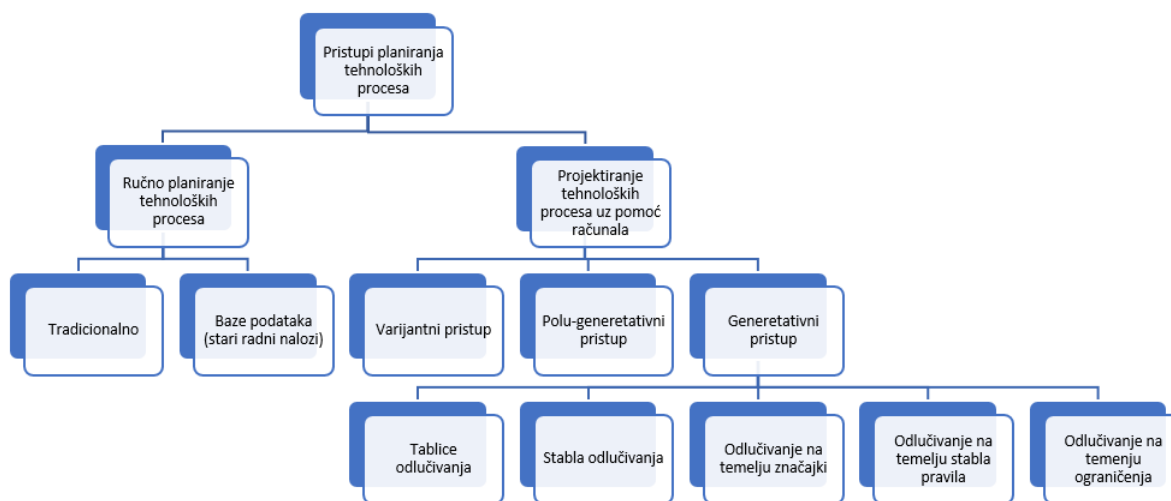 Pristupi planiranja
tehnoloških
procesa
Ručno planiranje
tehnoloških
procesa
Projektiranje
tehnoloških
procesa uz pomoć
računala
Tradicionalno
Baze podataka
(stari radni nalozi)
Varijantni pristup
Polu-generetativni
pristup
Generetativni
pristup
Tablice
odlučivanja
Stabla odlučivanja
Odlučivanje na
temelju značajki
Odlučivanje na
temelju stabla
pravila
Odlučivanje na
temenju
ograničenja